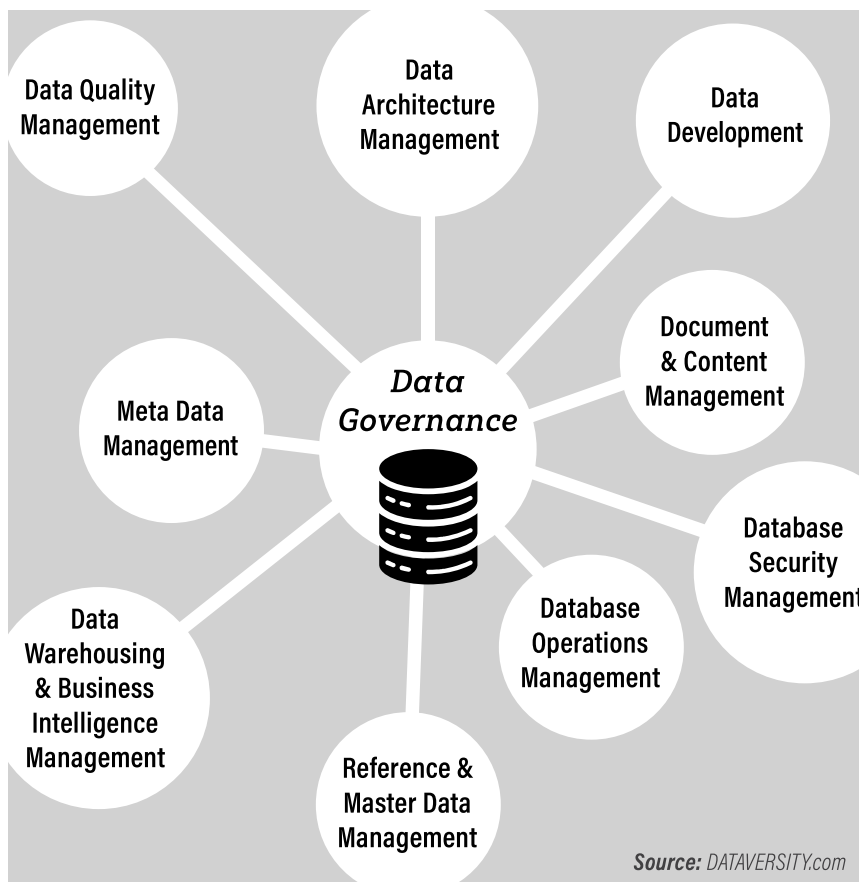 Data Quality
Management
Data
Architecture
Management
Data
Development
Document
& Content
Management
Data
Governance
Meta Data
Management
Database
Security
Management
Database
Operations
Management
Data
Warehousing
& Business
Intelligence
Management
Reference &
Master Data
Management
Source: DATAVERSITY.com